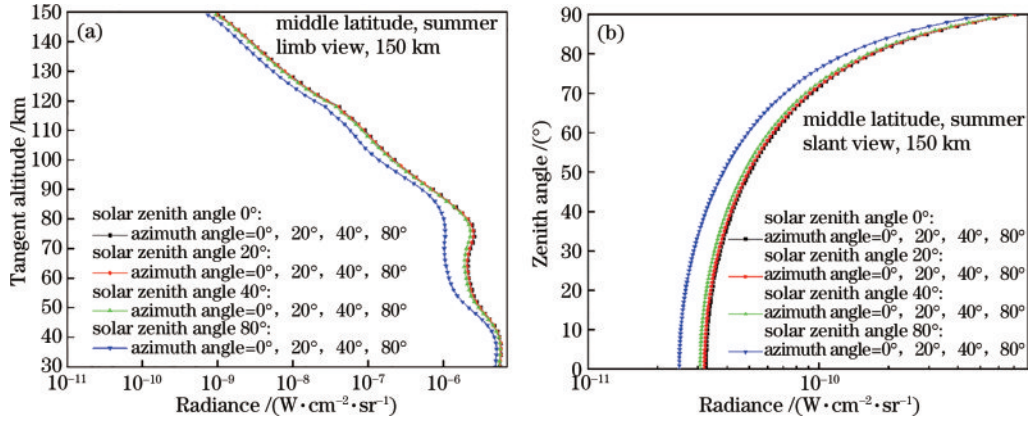 (a)
middle latitude, summer
limb view, 150 km
150
140
130
120
110
100
90
80
70
60
50
40
30
Tangent altitude /km
solar zenith angle 0°:
azimuth angle=0°, 20°, 40°, 80°
solar zenith angle 20°:
azimuth angle=0°, 20°, 40°, 80°
solar zenith angle 40°:
azimuth angle=0°, 20°, 40°, 80°
solar zenith angle 80°:
azimuth angle=0°, 20°, 40°, 80°
10⁻¹¹ 10⁻¹⁰ 10⁻⁹ 10⁻⁸ 10⁻⁷ 10⁻⁶
Radiance /(W·cm⁻²·sr⁻¹)
(b)
90
80
70
60
50
40
30
20
10
0
Zenith angle /(°)
middle latitude, summer
slant view, 150 km
solar zenith angle 0°:
azimuth angle=0°, 20°, 40°, 80°
solar zenith angle 20°:
azimuth angle=0°, 20°, 40°, 80°
solar zenith angle 40°:
azimuth angle=0°, 20°, 40°, 80°
solar zenith angle 80°:
azimuth angle=0°, 20°, 40°, 80°
10⁻¹¹ 10⁻¹⁰
Radiance /(W·cm⁻²·sr⁻¹)